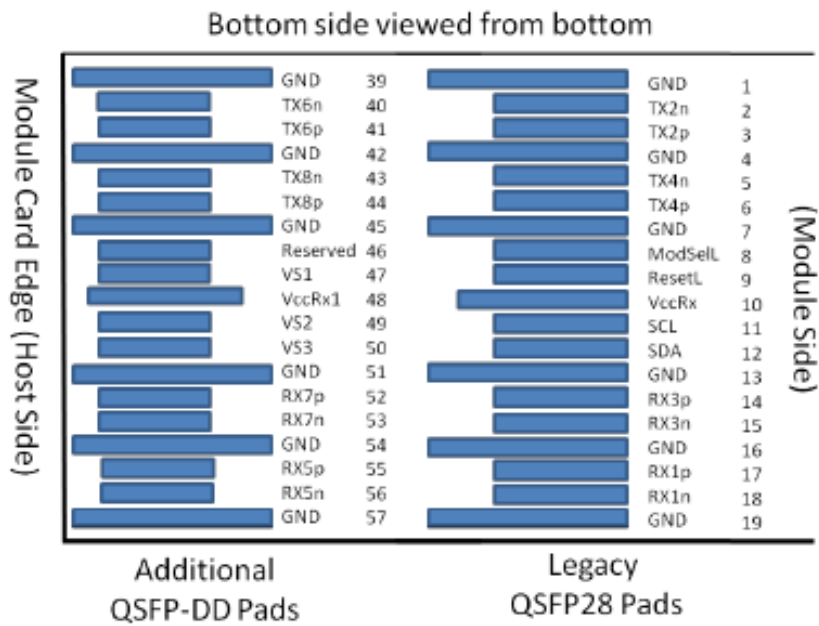 Bottom side viewed from bottom
Module Card Edge (Host Side)
GND 39 GND 1
TX6n 40 TX2n 2
TX6p 41 TX2p 3
GND 42 GND 4
TX8n 43 TX4n 5
TX8p 44 TX4p 6
GND 45 GND 7
Reserved 46 ModSelL 8
VS1 47 ResetL 9
VccRx1 48 VccRx 10
VS2 49 SCL 11
VS3 50 SDA 12
GND 51 GND 13
RX7p 52 RX3p 14
RX7n 53 RX3n 15
GND 54 GND 16
RX5p 55 RX1p 17
RX5n 56 RX1n 18
GND 57 GND 19
(Module Side)
Additional
QSFP-DD Pads
Legacy
QSFP28 Pads